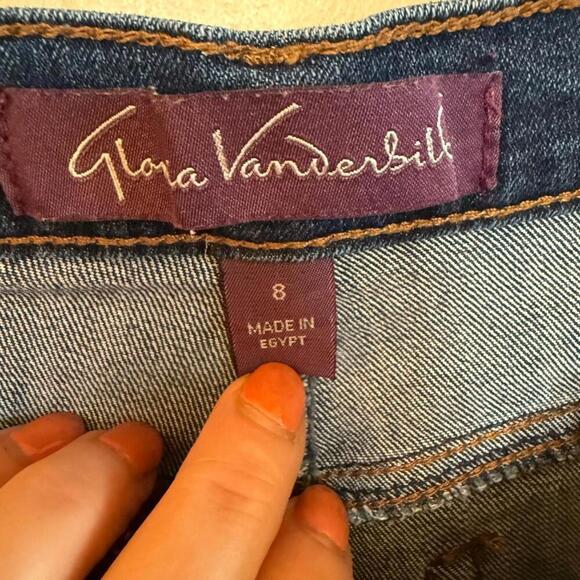 Gloria Vanderbilt
8
MADE IN
EGYPT